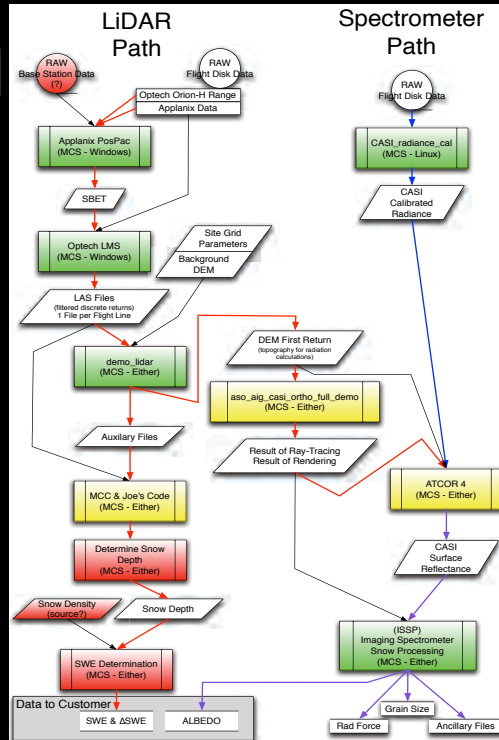 LiDAR
Path
Spectrometer
Path
RAW
Base Station Data
(?)
RAW
Flight Disk Data
Optech Orion-H Range
Applanix Data
RAW
Flight Disk Data
Applanix PosPac
(MCS - Windows)
CASI_radiance_cal
(MCS - Linux)
SBET
CASI
Calibrated
Radiance
Optech LMS
(MCS - Windows)
Site Grid
Parameters
Background
DEM
LAS Files
(filtered discrete returns)
1 File per Flight Line
demo_lidar
(MCS - Either)
DEM First Return
(topography for radiation
calculations)
aso_aig_casi_ortho_full_demo
(MCS - Either)
Auxilary Files
Result of Ray-Tracing
Result of Rendering
MCC & Joe's Code
(MCS - Either)
ATCOR 4
(MCS - Either)
Determine Snow
Depth
(MCS - Either)
CASI
Surface
Reflectance
Snow Density
(source?)
Snow Depth
(ISSP)
Imaging Spectrometer
Snow Processing
(MCS - Either)
SWE Determination
(MCS - Either)
Data to Customer
SWE & ΔSWE
ALBEDO
Grain Size
Rad Force
Ancillary Files